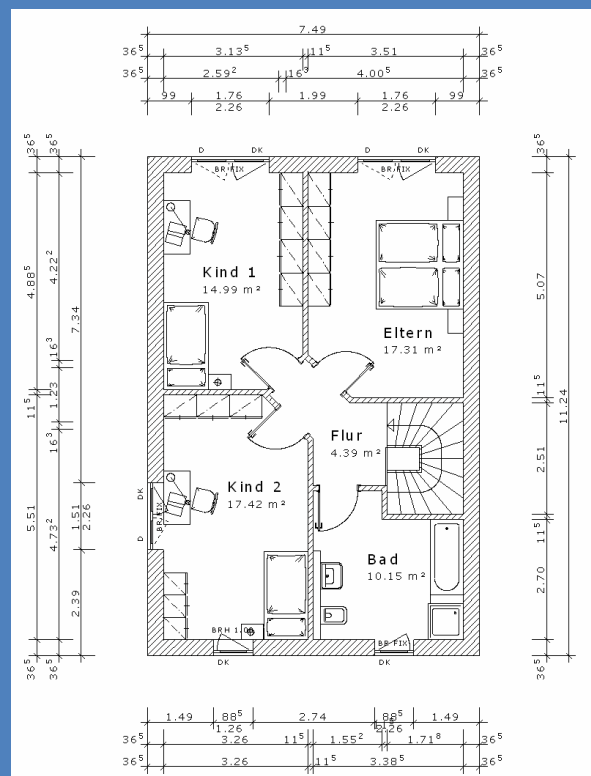 7.49
36⁵ 3.13⁵ 11⁵ 3.51 36⁵
36⁵ 2.59² 16³ 4.00⁵ 36⁵
99 1.76 1.99 1.76 99
2.26 2.26
D DK D DK
BR FIX BR FIX
36⁵ 36⁵ 36⁵
4.88⁵ 4.22² 7.34
5.07
Kind 1
14.99 m²
Eltern
17.31 m²
16³
1.23
11⁵
16³
11⁵
11.24
Flur
4.39 m²
2.51
Kind 2
17.42 m²
DK
D
BR FIX
5.51 4.73² 1.51
2.26
2.39
11⁵
Bad
10.15 m²
2.70
BRH 1.0
BR FIX
DK DK
36⁵ 36⁵ 36⁵
1.49 88⁵ 2.74 88⁵ 1.49
1.26 2.26
36⁵ 3.26 11⁵ 1.55² 1.71⁸ 36⁵
36⁵ 3.26 11⁵ 3.38⁵ 36⁵